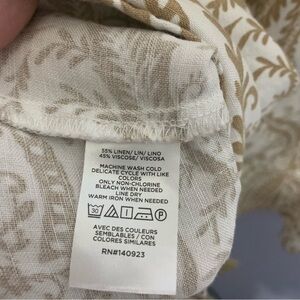 55% LINEN/ LIN/ LINO
45% VISCOSE/ VISCOSA
MACHINE WASH COLD
DELICATE CYCLE WITH LIKE
COLORS
ONLY NON-CHLORINE
BLEACH WHEN NEEDED
LINE DRY
WARM IRON WHEN NEEDED
30
AVEC DES COULEURS
SEMBLABLES / CON
COLORES SIMILARES
RN#140923